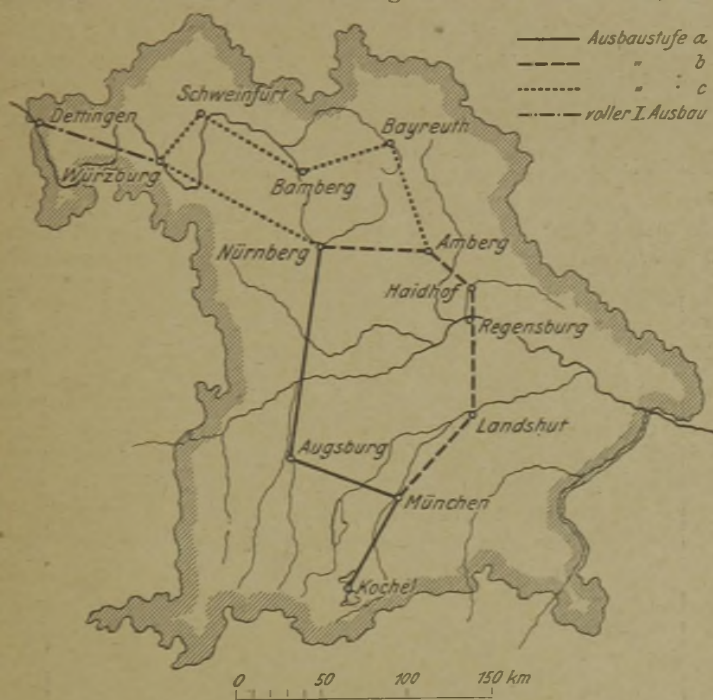 Ausbaustufe a
" b
" c
voller I. Ausbau
Dettingen
Schweinfurt
Würzburg
Bayreuth
Bamberg
Nürnberg
Amberg
Haidhof
Regensburg
Landshut
Augsburg
München
Kochel
0 50 100 150 km